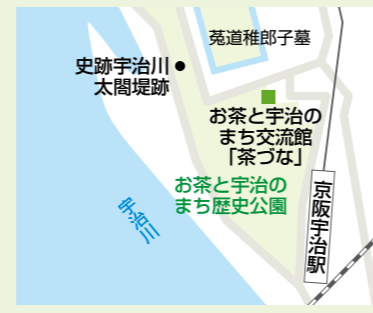 菟道稚郎子墓
史跡宇治川
太閤堤跡
お茶と宇治の
まち交流館
「茶づな」
お茶と宇治の
まち歴史公園
宇治川
京阪宇治駅